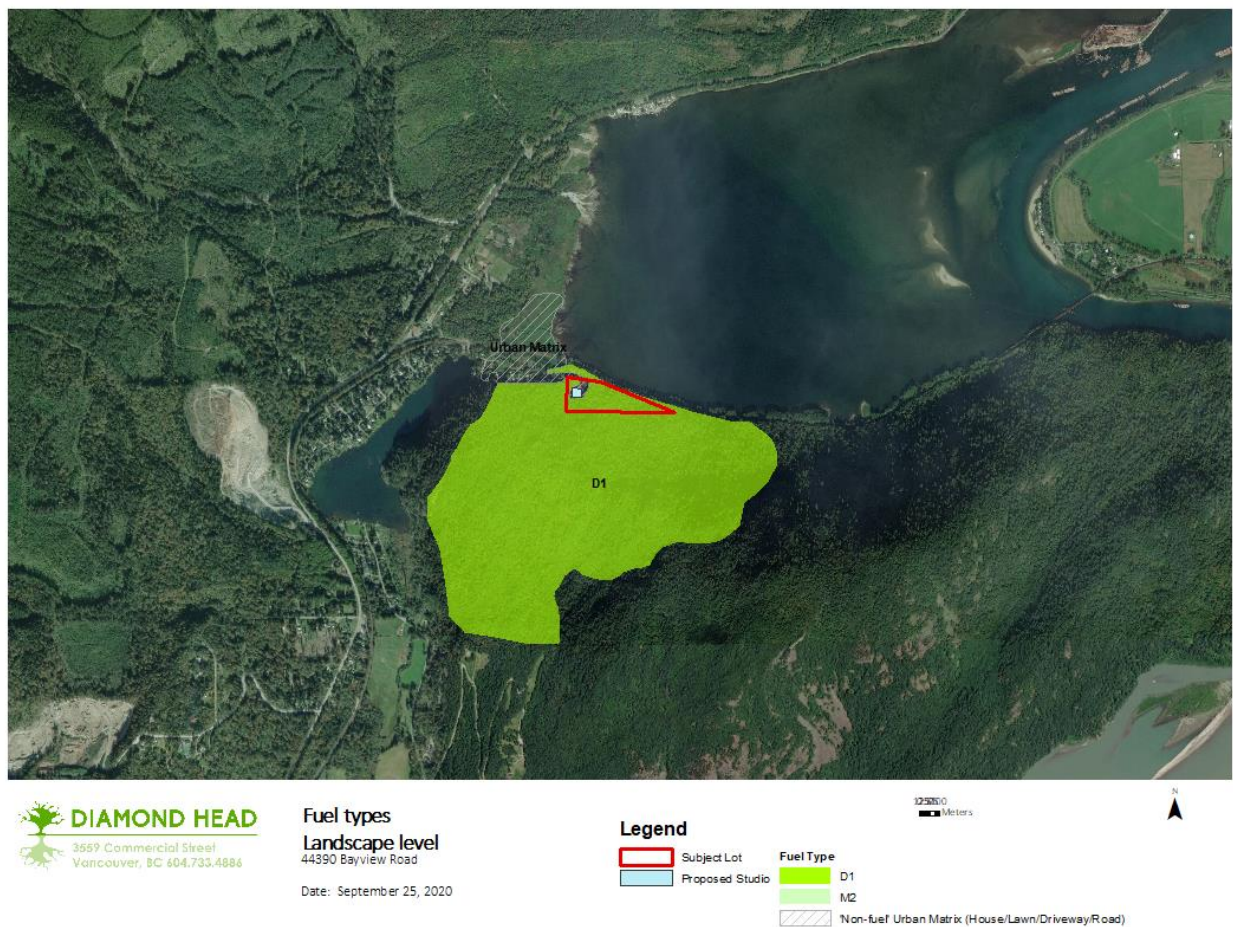 Urban Matrix
D1
DIAMOND HEAD
3559 Commercial Street
Vancouver, BC 604.733.4886
Fuel types
Landscape level
44390 Bayview Road
Date: September 25, 2020
Legend
Subject Lot
Proposed Studio
Fuel Type
D1
M2
'Non-fuel' Urban Matrix (House/Lawn/Driveway/Road)
Meters
N